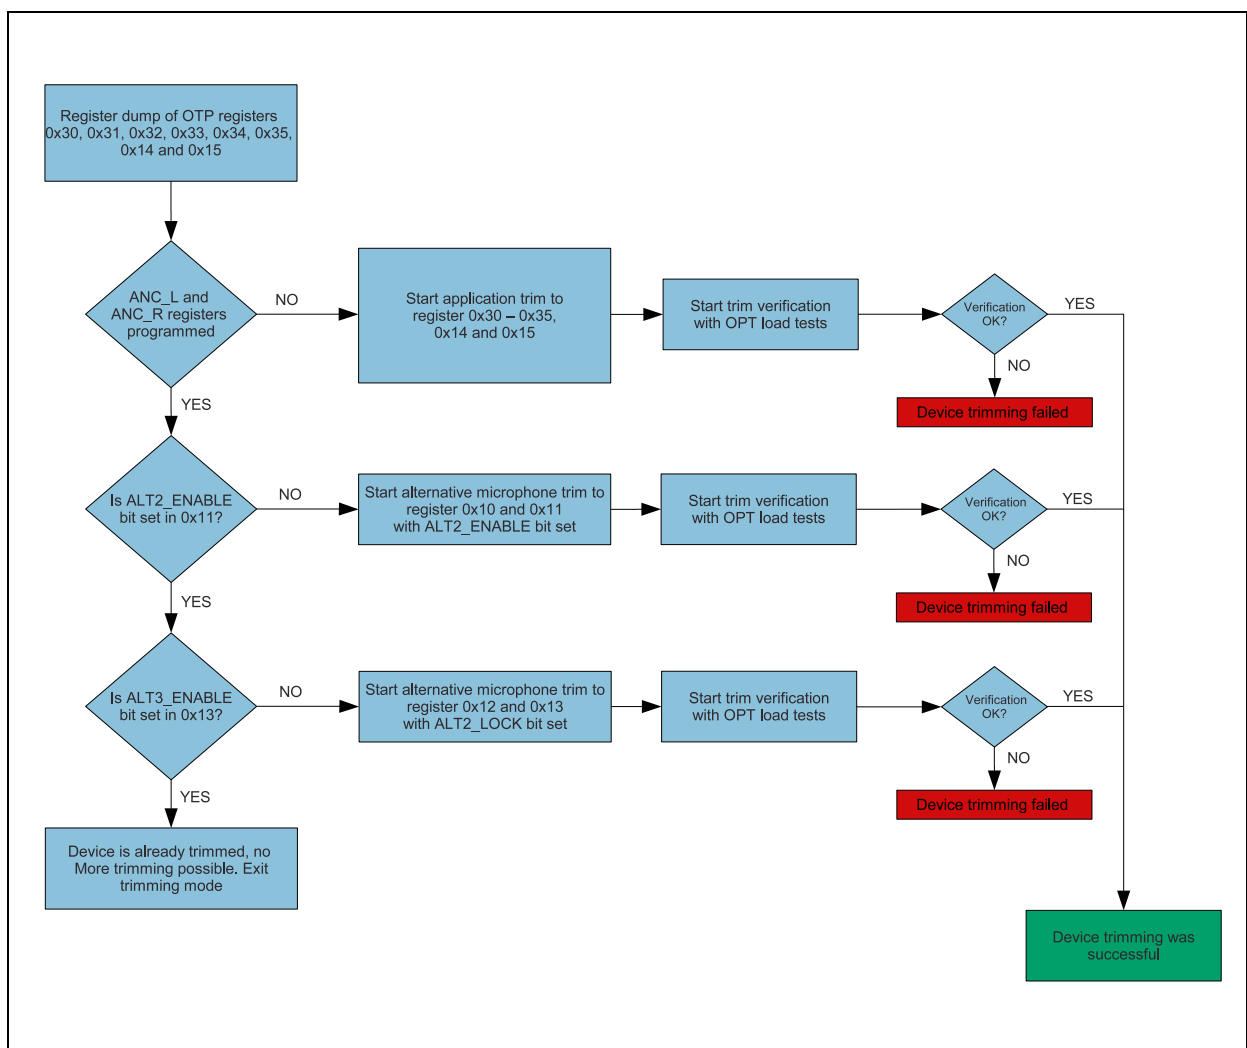 Register dump of OTP registers
0x30, 0x31, 0x32, 0x33, 0x34, 0x35,
0x14 and 0x15
ANC_L and
ANC_R registers
programmed
NO
Start application trim to
register 0x30 – 0x35,
0x14 and 0x15
Start trim verification
with OPT load tests
Verification
OK?
YES
NO
Device trimming failed
YES
Is ALT2_ENABLE
bit set in 0x11?
NO
Start alternative microphone trim to
register 0x10 and 0x11
with ALT2_ENABLE bit set
Start trim verification
with OPT load tests
Verification
OK?
YES
NO
Device trimming failed
YES
Is ALT3_ENABLE
bit set in 0x13?
NO
Start alternative microphone trim to
register 0x12 and 0x13
with ALT2_LOCK bit set
Start trim verification
with OPT load tests
Verification
OK?
YES
NO
Device trimming failed
YES
Device is already trimmed, no
More trimming possible. Exit
trimming mode
Device trimming was
successful